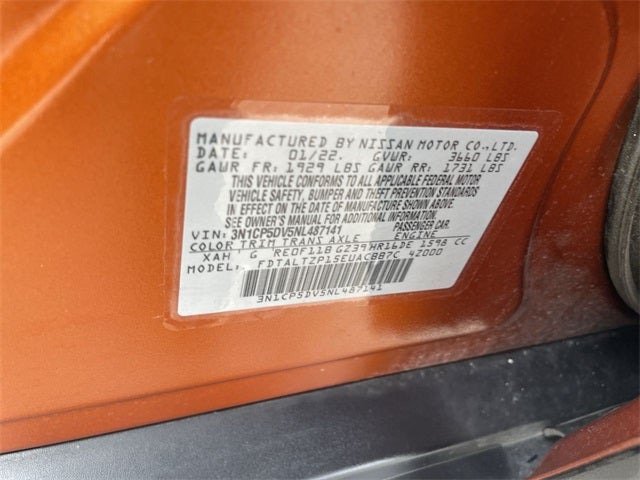 MANUFACTURED BY NISSAN MOTOR CO., LTD.
DATE: 01/22. GVWR: 3660 LBS
GAWR FR: 1929 LBS GAWR RR: 1731 LBS
THIS VEHICLE CONFORMS TO ALL APPLICABLE FEDERAL MOTOR
VEHICLE SAFETY, BUMPER AND THEFT PREVENTION STANDARDS
IN EFFECT ON THE DATE OF MANUFACTURE SHOWN ABOVE.
SEE OWNER'S MANUAL FOR ADDITIONAL INFORMATION.
VIN: 3N1CP5DV5NL487141 PASSENGER CAR
COLOR TRIM TRANS AXLE ENGINE
XAH G RE0F11B GZ39 HR16DE 1598 CC
MODEL: FDTALTZP15EUACBB7C 42000
3N1CP5DV5NL487141